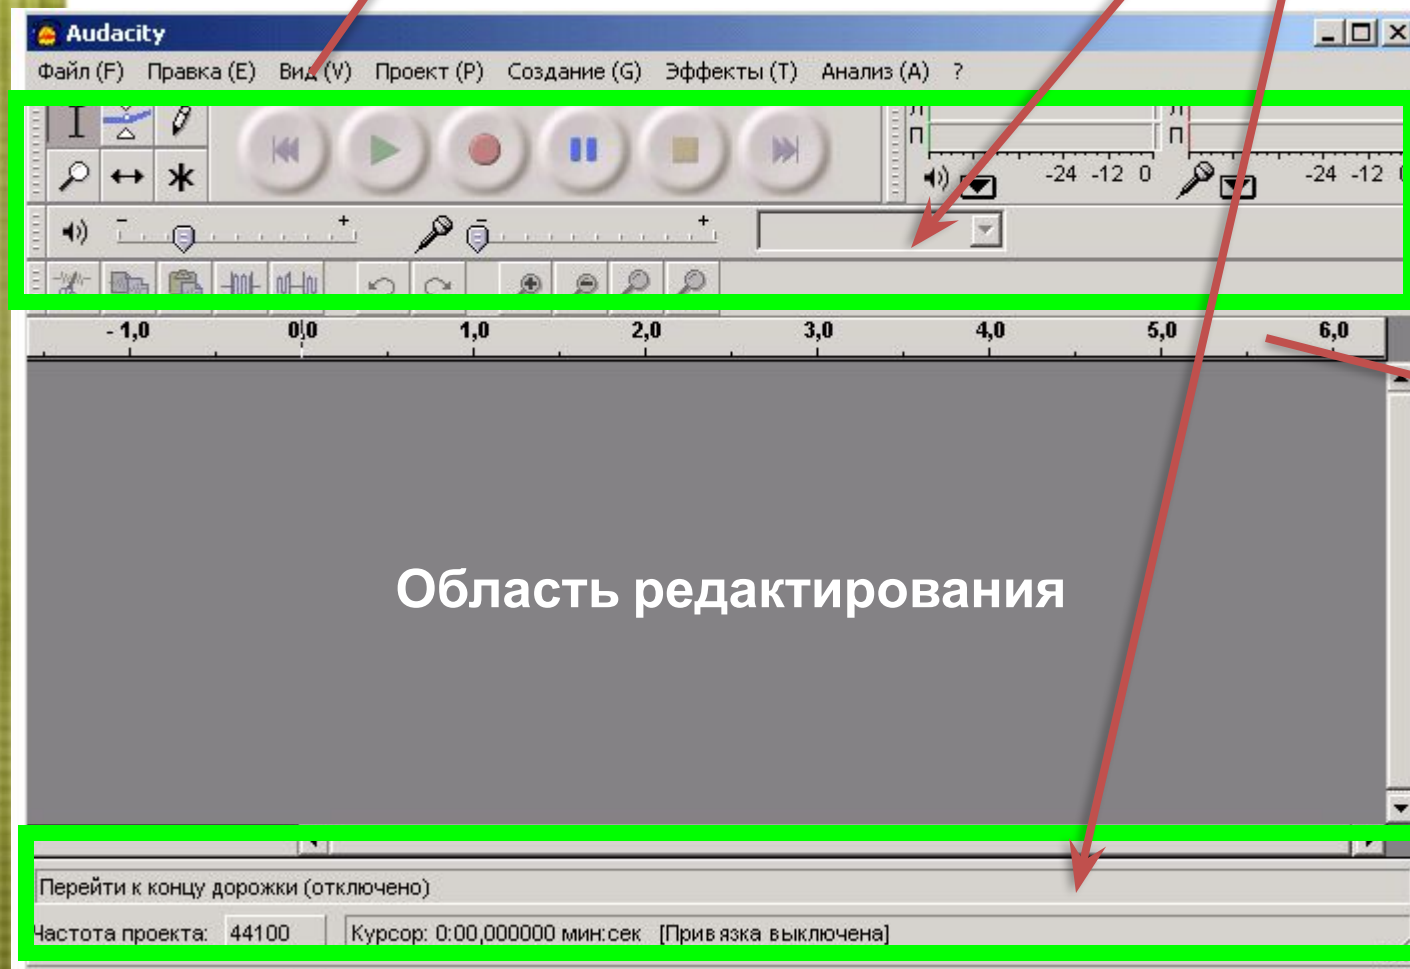 Audacity
Файл (F) Правка (E) Вид (V) Проект (P) Создание (G) Эффекты (T) Анализ (A) ?
Л Л
П П
-24 -12 0 -24 -12 0
- + - +
- 1,0 0,0 1,0 2,0 3,0 4,0 5,0 6,0
Область редактирования
Перейти к концу дорожки (отключено)
Частота проекта: 44100 Курсор: 0:00,000000 мин:сек [Привязка выключена]